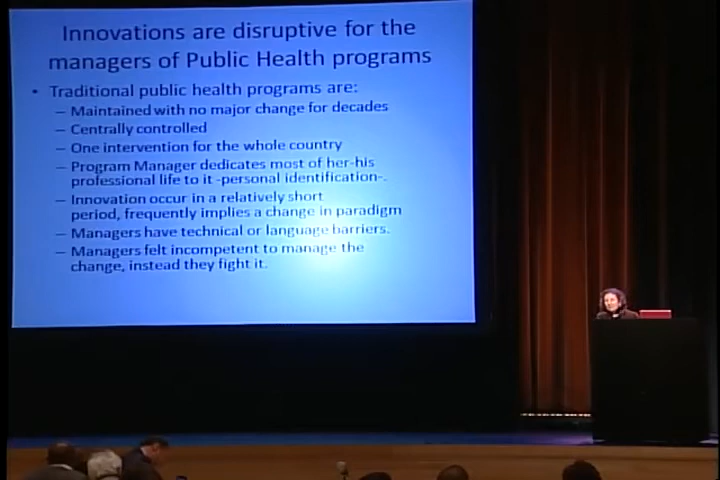 Innovations are disruptive for the
managers of Public Health programs
• Traditional public health programs are:
– Maintained with no major change for decades
– Centrally controlled
– One intervention for the whole country
– Program Manager dedicates most of her-his
professional life to it -personal identification-.
– Innovation occur in a relatively short
period, frequently implies a change in paradigm
– Managers have technical or language barriers.
– Managers felt incompetent to manage the
change, instead they fight it.